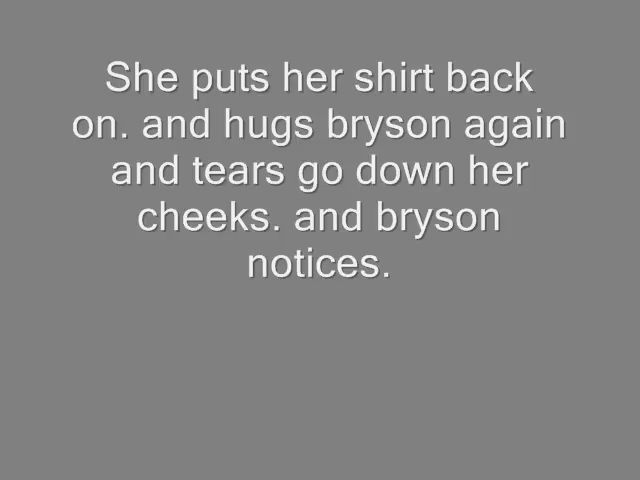 She puts her shirt back
on. and hugs bryson again
and tears go down her
cheeks. and bryson
notices.